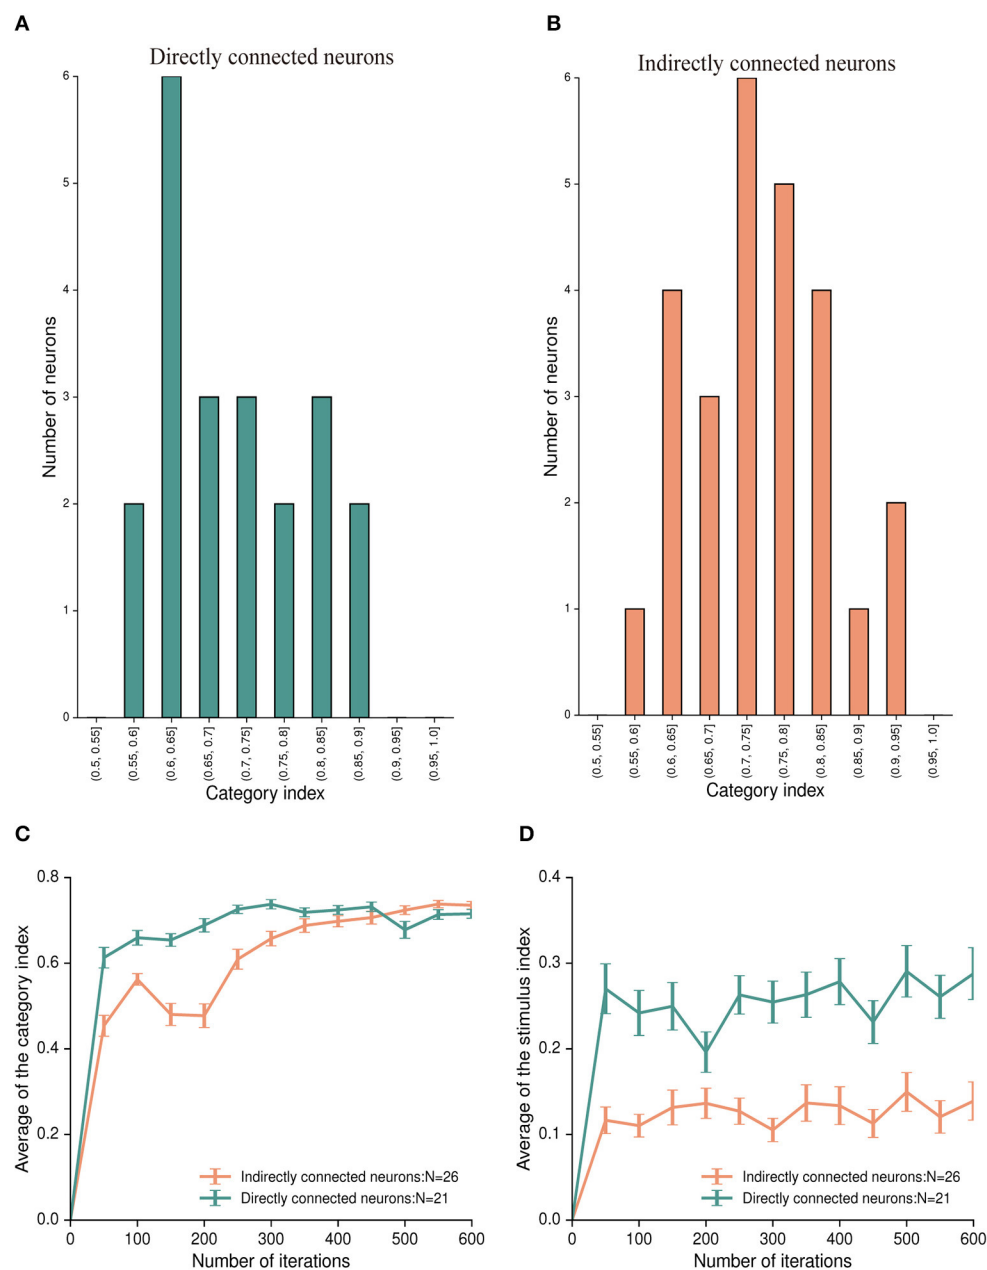 A
Directly connected neurons
6
5
4
3
2
1
0
Number of neurons
(0.5, 0.55]
(0.55, 0.6]
(0.6, 0.65]
(0.65, 0.7]
(0.7, 0.75]
(0.75, 0.8]
(0.8, 0.85]
(0.85, 0.9]
(0.9, 0.95]
(0.95, 1.0]
Category index
B
Indirectly connected neurons
6
5
4
3
2
1
0
Number of neurons
(0.5, 0.55]
(0.55, 0.6]
(0.6, 0.65]
(0.65, 0.7]
(0.7, 0.75]
(0.75, 0.8]
(0.8, 0.85]
(0.85, 0.9]
(0.9, 0.95]
(0.95, 1.0]
Category index
C
0.8
0.6
0.4
0.2
0.0
Average of the category index
Indirectly connected neurons:N=26
Directly connected neurons:N=21
0 100 200 300 400 500 600
Number of iterations
D
0.4
0.3
0.2
0.1
0.0
Average of the stimulus index
Indirectly connected neurons:N=26
Directly connected neurons:N=21
0 100 200 300 400 500 600
Number of iterations